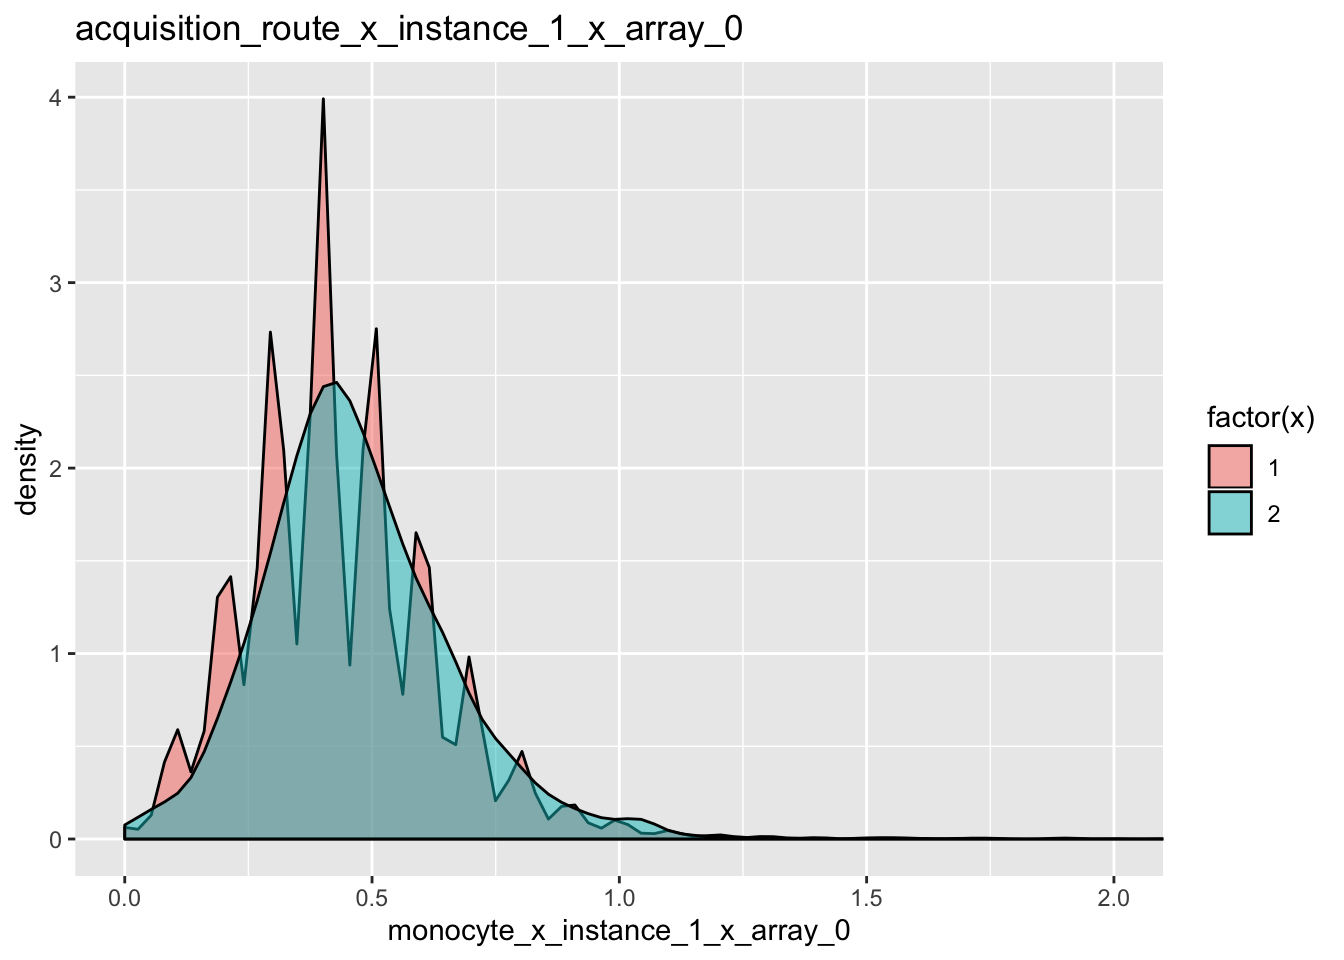 acquisition_route_x_instance_1_x_array_0
4
3
2
1
0
density
0.0 0.5 1.0 1.5 2.0
monocyte_x_instance_1_x_array_0
factor(x)
1
2